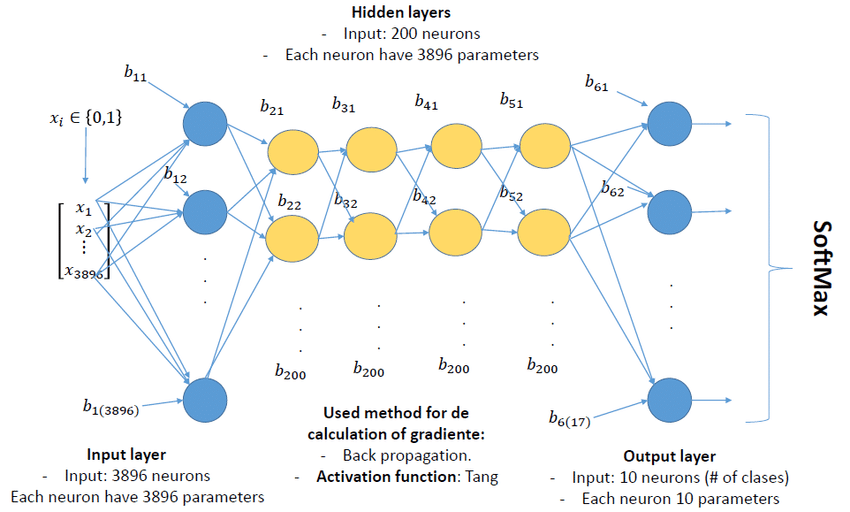 Hidden layers
- Input: 200 neurons
- Each neuron have 3896 parameters
b₁₁
b₆₁
b₂₁ b₃₁ b₄₁ b₅₁
xᵢ ∈ {0,1}
b₁₂
b₂₂ b₃₂ b₄₂ b₅₂ b₆₂
x₁
x₂
⋮
x₃₈₉₆
SoftMax
b₂₀₀ b₂₀₀ b₂₀₀ b₂₀₀
b₁₍₃₈₉₆₎
b₆₍₁₇₎
Used method for de
calculation of gradiente:
- Back propagation.
- Activation function: Tang
Input layer
- Input: 3896 neurons
Each neuron have 3896 parameters
Output layer
- Input: 10 neurons (# of clases)
- Each neuron 10 parameters